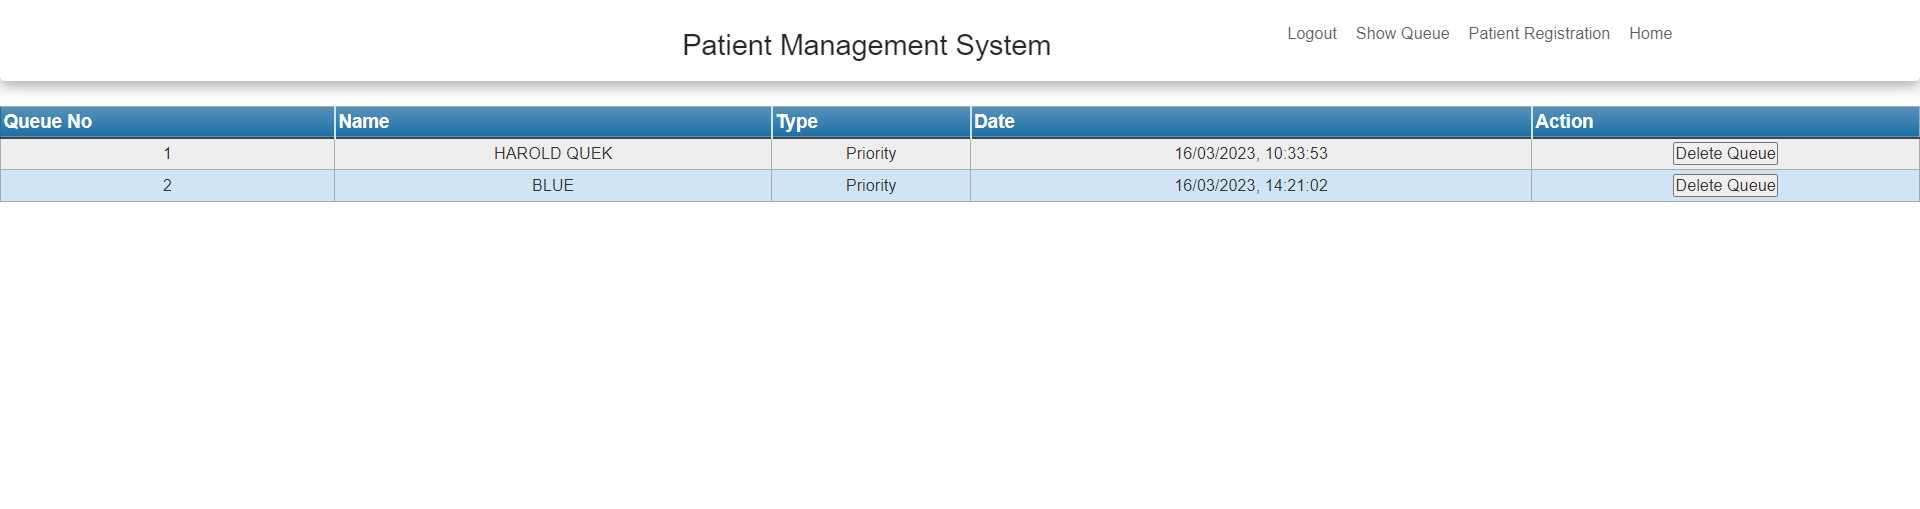 Patient Management System
Logout Show Queue Patient Registration Home
Queue No Name Type Date Action
1 HAROLD QUEK Priority 16/03/2023, 10:33:53 Delete Queue
2 BLUE Priority 16/03/2023, 14:21:02 Delete Queue